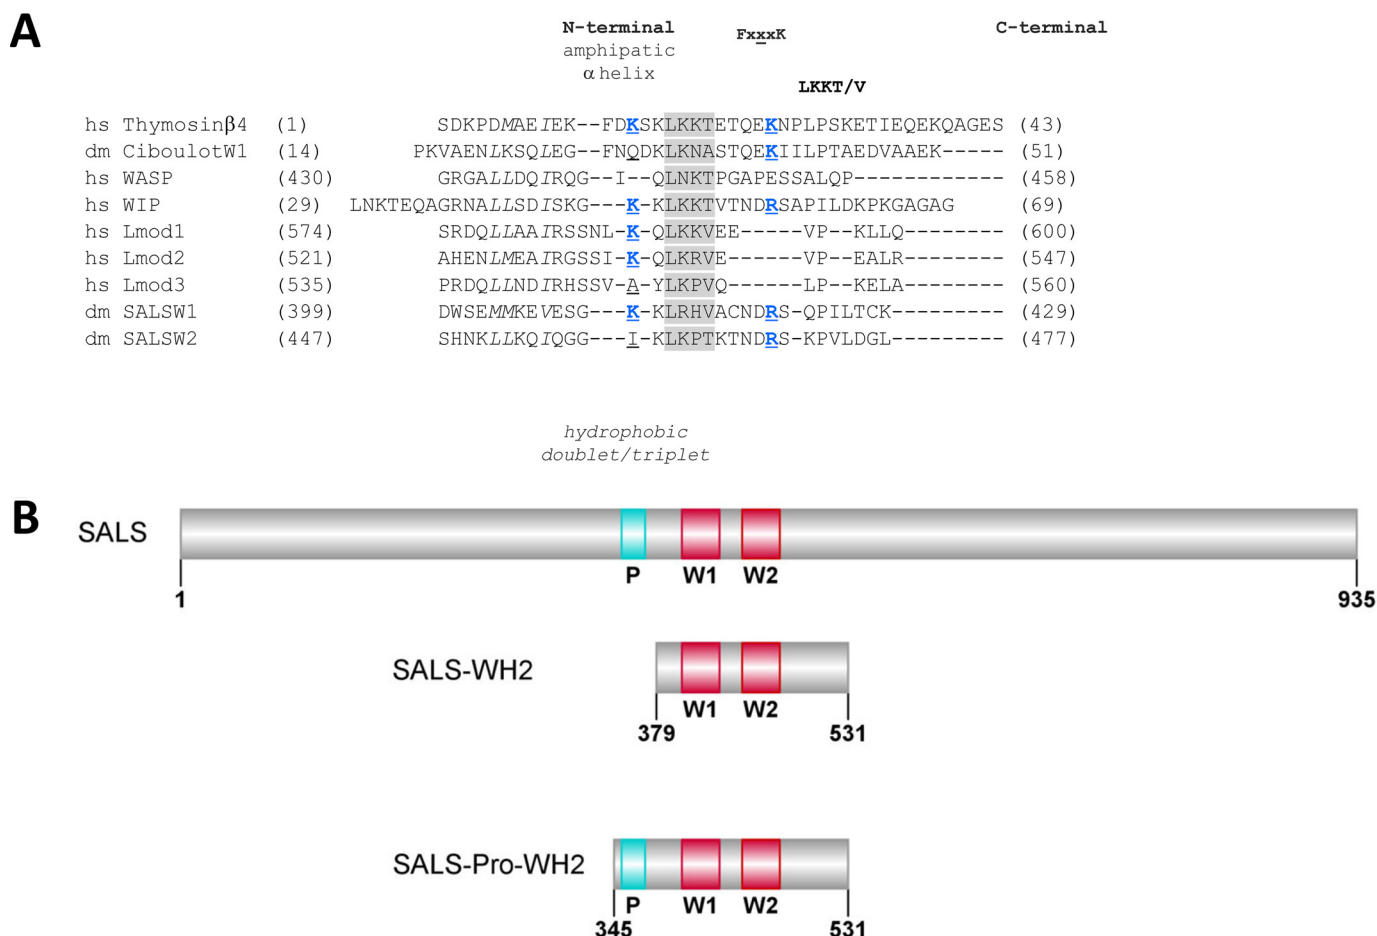 A
N-terminal FxxxK C-terminal
amphipatic
α helix
LKKT/V
hs Thymosinβ4 (1) SDKPDMAEIEK--FDKSKLKKTETQEKNPLPSKETIEQEKQAGES (43)
dm CiboulotW1 (14) PKVAENLKSQLEG--FNQDKLKNASTQEKIILPTAEDVAAEK----- (51)
hs WASP (430) GRGALLDQIRQG--I--QLNKTPGAPESSALQP------------ (458)
hs WIP (29) LNKTEQAGRNALLSDISKG---K-KLKKTVTNDRSAPILDKPKGAGAG (69)
hs Lmod1 (574) SRDQLLAAIRSSNL-K-QLKKVEE-----VP--KLLQ-------- (600)
hs Lmod2 (521) AHENLMEAIRGSSI-K-QLKRVE------VP--EALR-------- (547)
hs Lmod3 (535) PRDQLLNDIRHSSV-A-YLKPVQ------LP--KELA-------- (560)
dm SALSW1 (399) DWSEMMKEVESG---K-KLRHVACNDRS-QPILTCK--------- (429)
dm SALSW2 (447) SHNKLLKQIQGG---I-KLKPTKTNDRS-KPVLDGL--------- (477)
hydrophobic
doublet/triplet
B
SALS
P W1 W2
1 935
SALS-WH2
W1 W2
379 531
SALS-Pro-WH2
P W1 W2
345 531